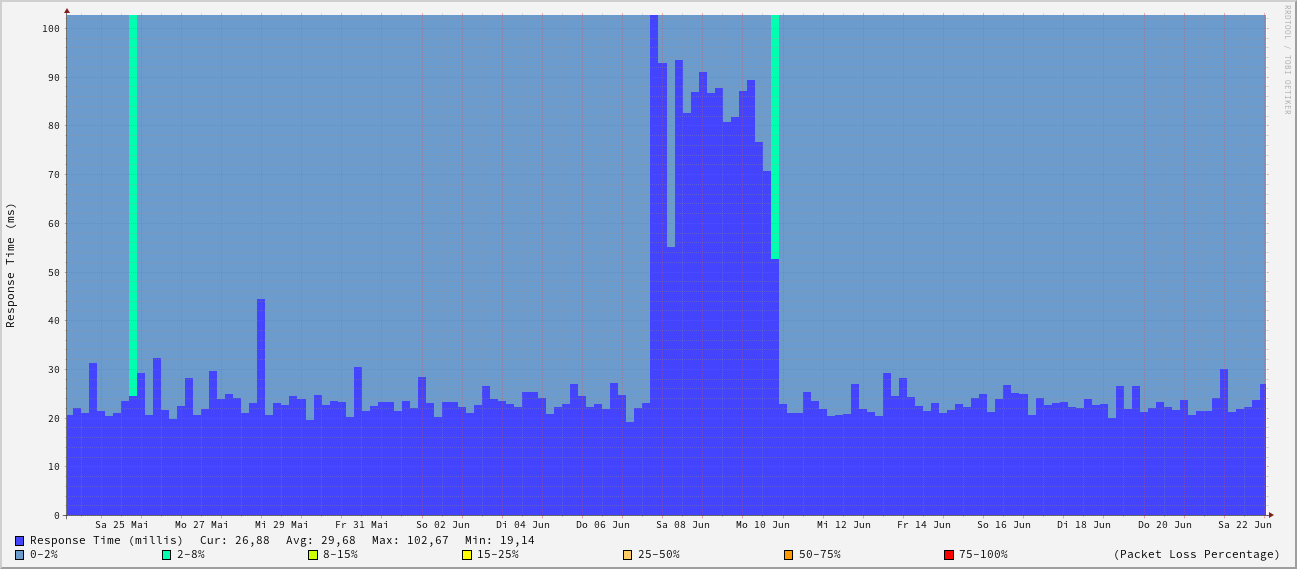 RRDTOOL / TOBI OETIKER
Response Time (ms)
100
90
80
70
60
50
40
30
20
10
0
Sa 25 Mai Mo 27 Mai Mi 29 Mai Fr 31 Mai So 02 Jun Di 04 Jun Do 06 Jun Sa 08 Jun Mo 10 Jun Mi 12 Jun Fr 14 Jun So 16 Jun Di 18 Jun Do 20 Jun Sa 22 Jun
Response Time (millis) Cur: 26,88 Avg: 29,68 Max: 102,67 Min: 19,14
0-2% 2-8% 8-15% 15-25% 25-50% 50-75% 75-100% (Packet Loss Percentage)